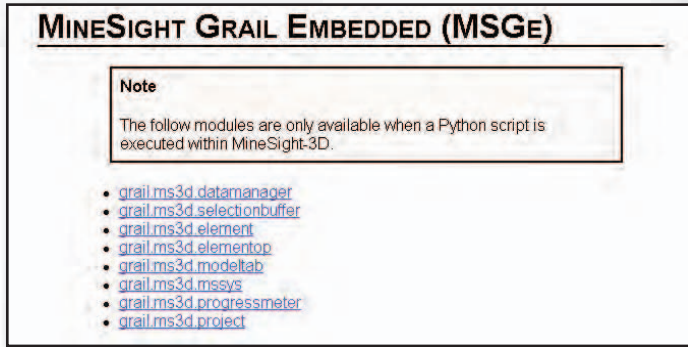 MINESIGHT GRAIL EMBEDDED (MSGE)
Note
The follow modules are only available when a Python script is
executed within MineSight-3D.
• grail.ms3d.datamanager
• grail.ms3d.selectionbuffer
• grail.ms3d.element
• grail.ms3d.elementop
• grail.ms3d.modeltab
• grail.ms3d.mssys
• grail.ms3d.progressmeter
• grail.ms3d.project